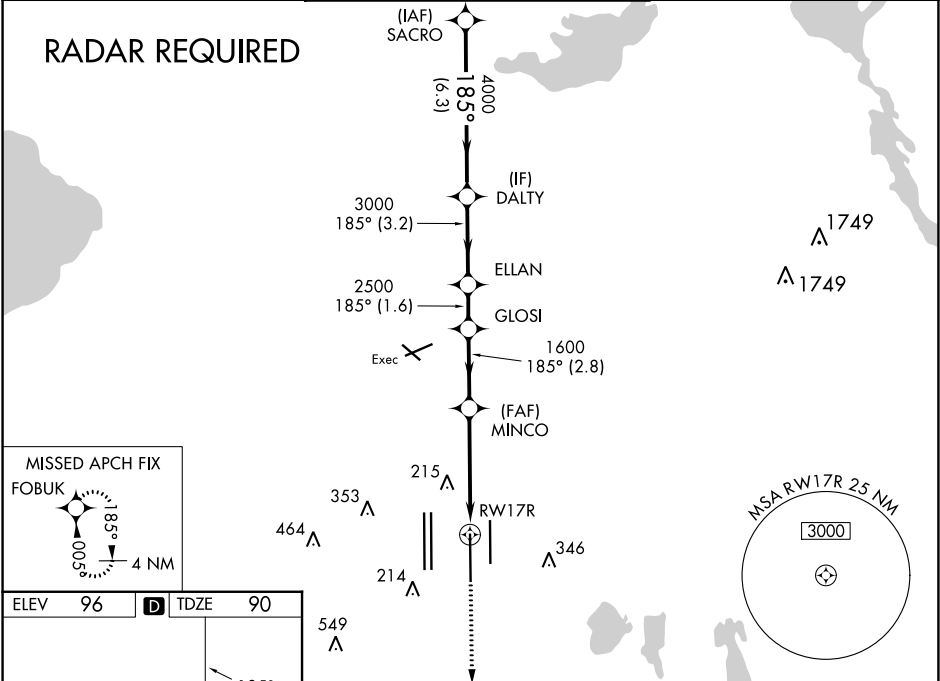 RADAR REQUIRED
(IAF)
SACRO
4000
185°
(6.3)
(IF)
DALTY
3000
185° (3.2)
ELLAN
2500
185° (1.6)
GLOSI
Exec
1600
185° (2.8)
(FAF)
MINCO
1749
1749
MISSED APCH FIX
FOBUK
185°
005°
4 NM
215
353
464
RW17R
346
214
549
MSA RW17R 25 NM
3000
ELEV 96 D TDZE 90